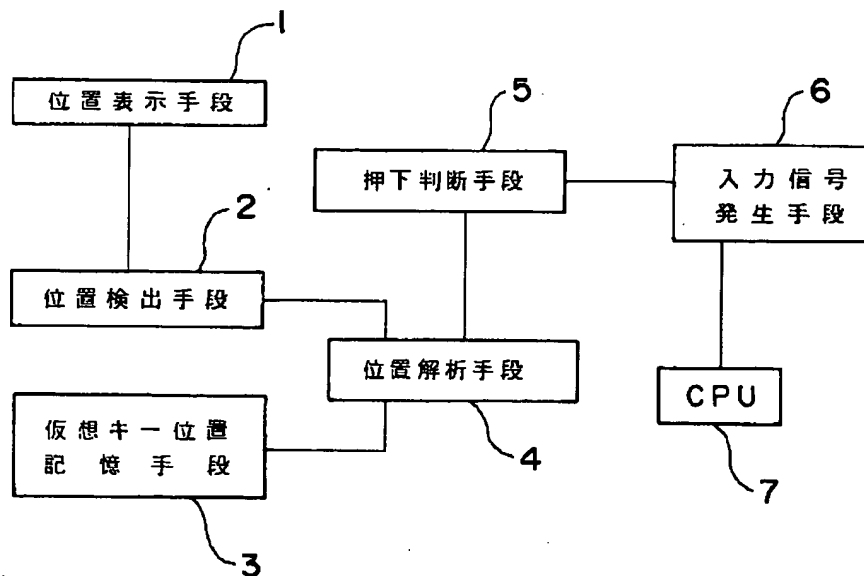 1
位置表示手段
2
位置検出手段
仮想キー位置
記憶手段
3
5
押下判断手段
位置解析手段
4
6
入力信号
発生手段
CPU
7